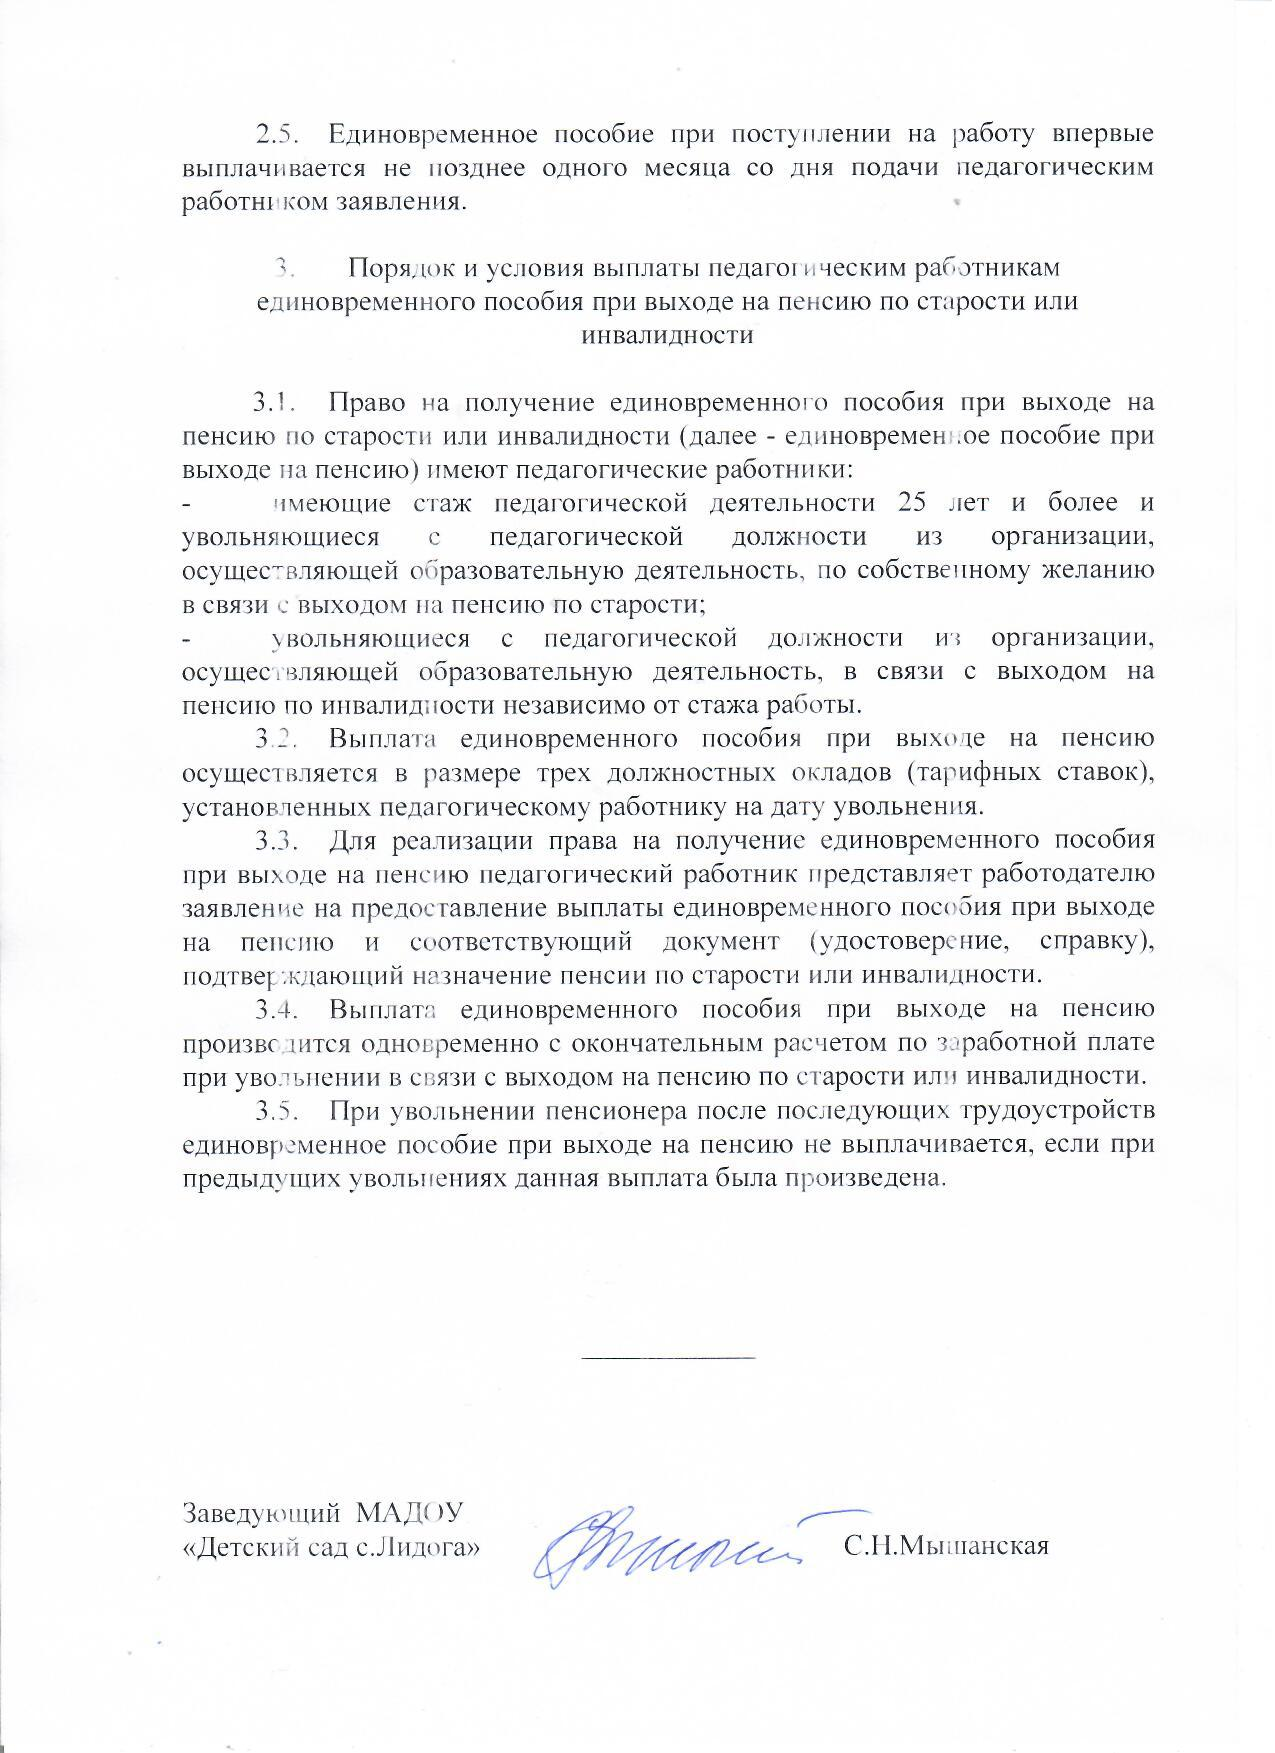 2.5. Единовременное пособие при поступлении на работу впервые
выплачивается не позднее одного месяца со дня подачи педагогическим
работником заявления.
3. Порядок и условия выплаты педагогическим работникам
единовременного пособия при выходе на пенсию по старости или
инвалидности
3.1. Право на получение единовременного пособия при выходе на
пенсию по старости или инвалидности (далее - единовременное пособие при
выходе на пенсию) имеют педагогические работники:
- имеющие стаж педагогической деятельности 25 лет и более и
увольняющиеся с педагогической должности из организации,
осуществляющей образовательную деятельность, по собственному желанию
в связи с выходом на пенсию по старости;
- увольняющиеся с педагогической должности из организации,
осуществляющей образовательную деятельность, в связи с выходом на
пенсию по инвалидности независимо от стажа работы.
3.2. Выплата единовременного пособия при выходе на пенсию
осуществляется в размере трех должностных окладов (тарифных ставок),
установленных педагогическому работнику на дату увольнения.
3.3. Для реализации права на получение единовременного пособия
при выходе на пенсию педагогический работник представляет работодателю
заявление на предоставление выплаты единовременного пособия при выходе
на пенсию и соответствующий документ (удостоверение, справку),
подтверждающий назначение пенсии по старости или инвалидности.
3.4. Выплата единовременного пособия при выходе на пенсию
производится одновременно с окончательным расчетом по заработной плате
при увольнении в связи с выходом на пенсию по старости или инвалидности.
3.5. При увольнении пенсионера после последующих трудоустройств
единовременное пособие при выходе на пенсию не выплачивается, если при
предыдущих увольнениях данная выплата была произведена.
Заведующий МАДОУ
«Детский сад с.Лидога» С.Н.Мышанская